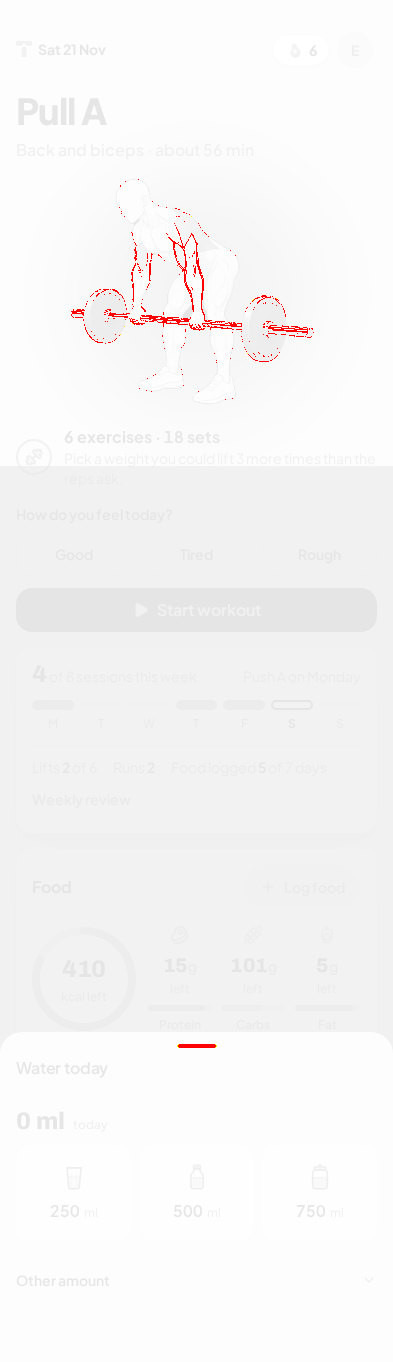 Sat 21 Nov
6
E
Pull A
Back and biceps · about 56 min
6 exercises · 18 sets
Pick a weight you could lift 3 more times than the
reps ask.
How do you feel today?
Good Tired Rough
Start workout
4 of 8 sessions this week Push A on Monday
M T W T F S S
Lifts 2 of 6 Runs 2 Food logged 5 of 7 days
Weekly review
Food
+ Log food
410
kcal left
15g 101g 5g
left left left
Protein Carbs Fat
Water today
0 ml today
250 ml 500 ml 750 ml
Other amount